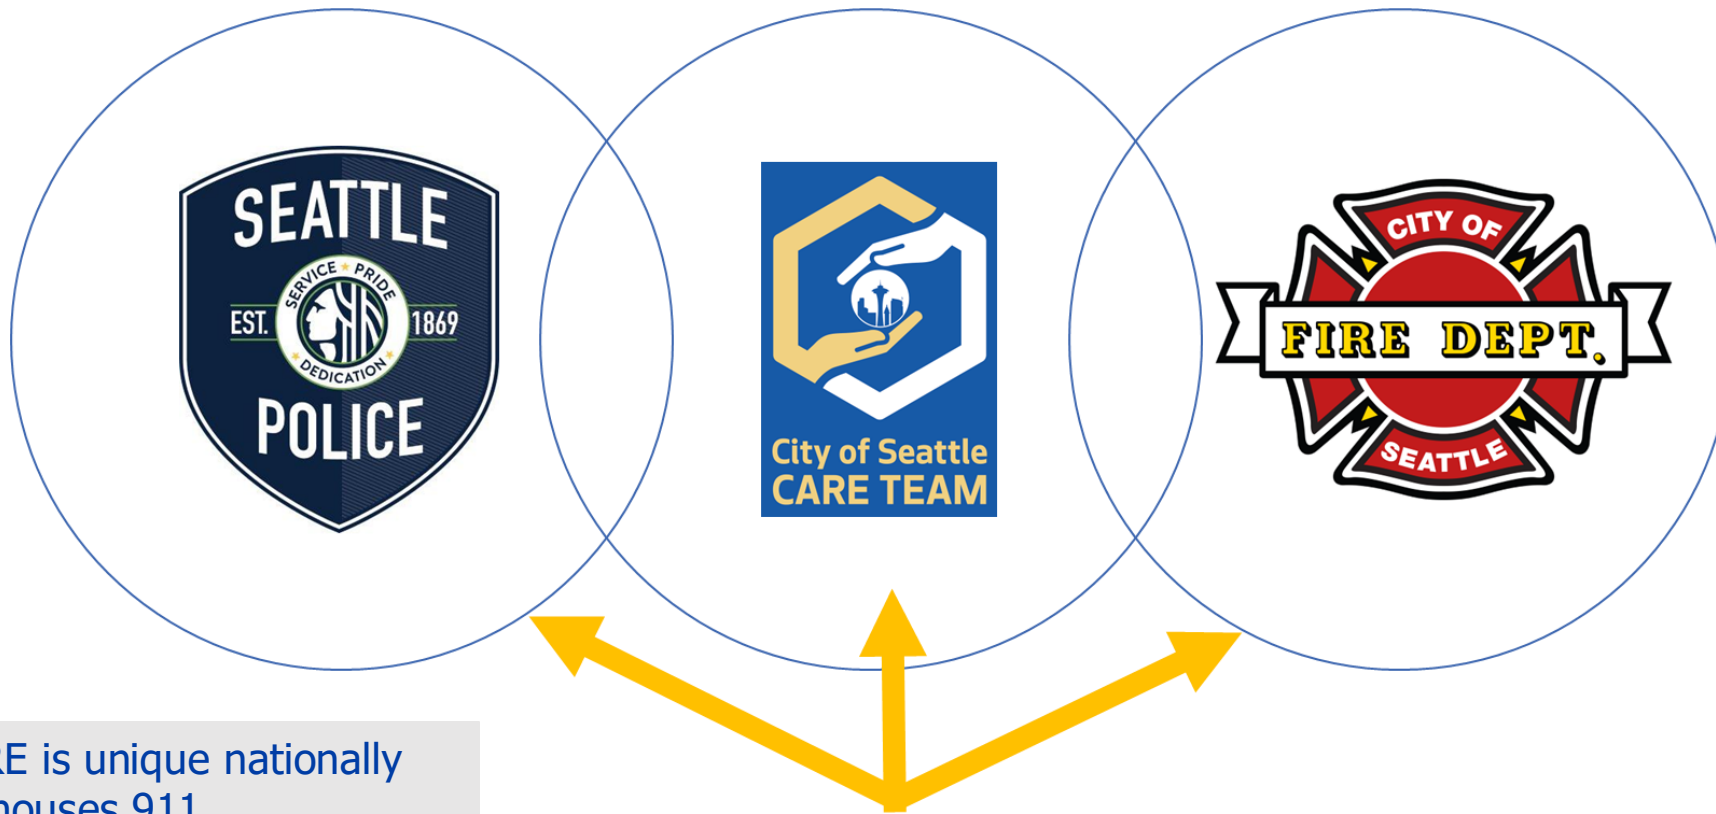 SEATTLE
SERVICE ★ PRIDE
EST. 1869
★ DEDICATION ★
POLICE
City of Seattle
CARE TEAM
CITY OF
FIRE DEPT.
SEATTLE
is unique nationally
911